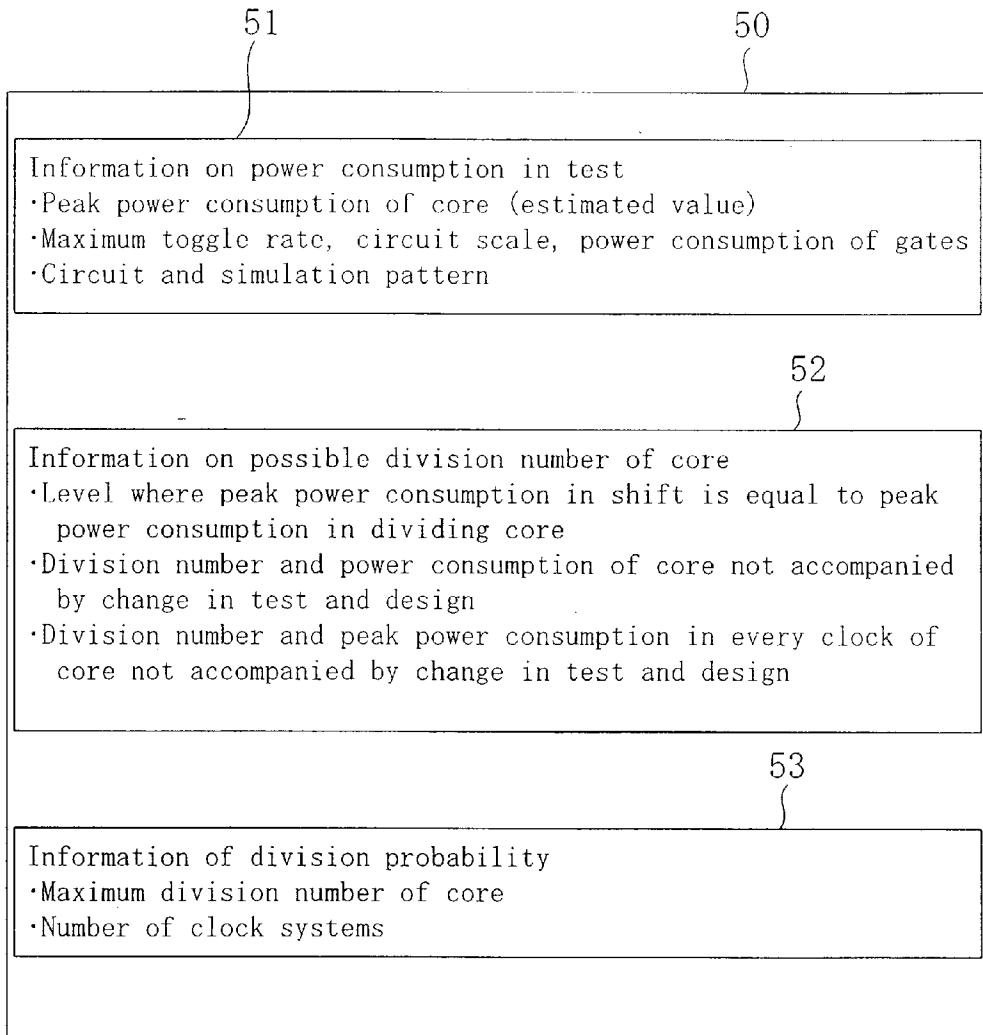 51
50
Information on power consumption in test
·Peak power consumption of core (estimated value)
·Maximum toggle rate, circuit scale, power consumption of gates
·Circuit and simulation pattern
52
Information on possible division number of core
·Level where peak power consumption in shift is equal to peak
power consumption in dividing core
·Division number and power consumption of core not accompanied
by change in test and design
·Division number and peak power consumption in every clock of
core not accompanied by change in test and design
53
Information of division probability
·Maximum division number of core
·Number of clock systems